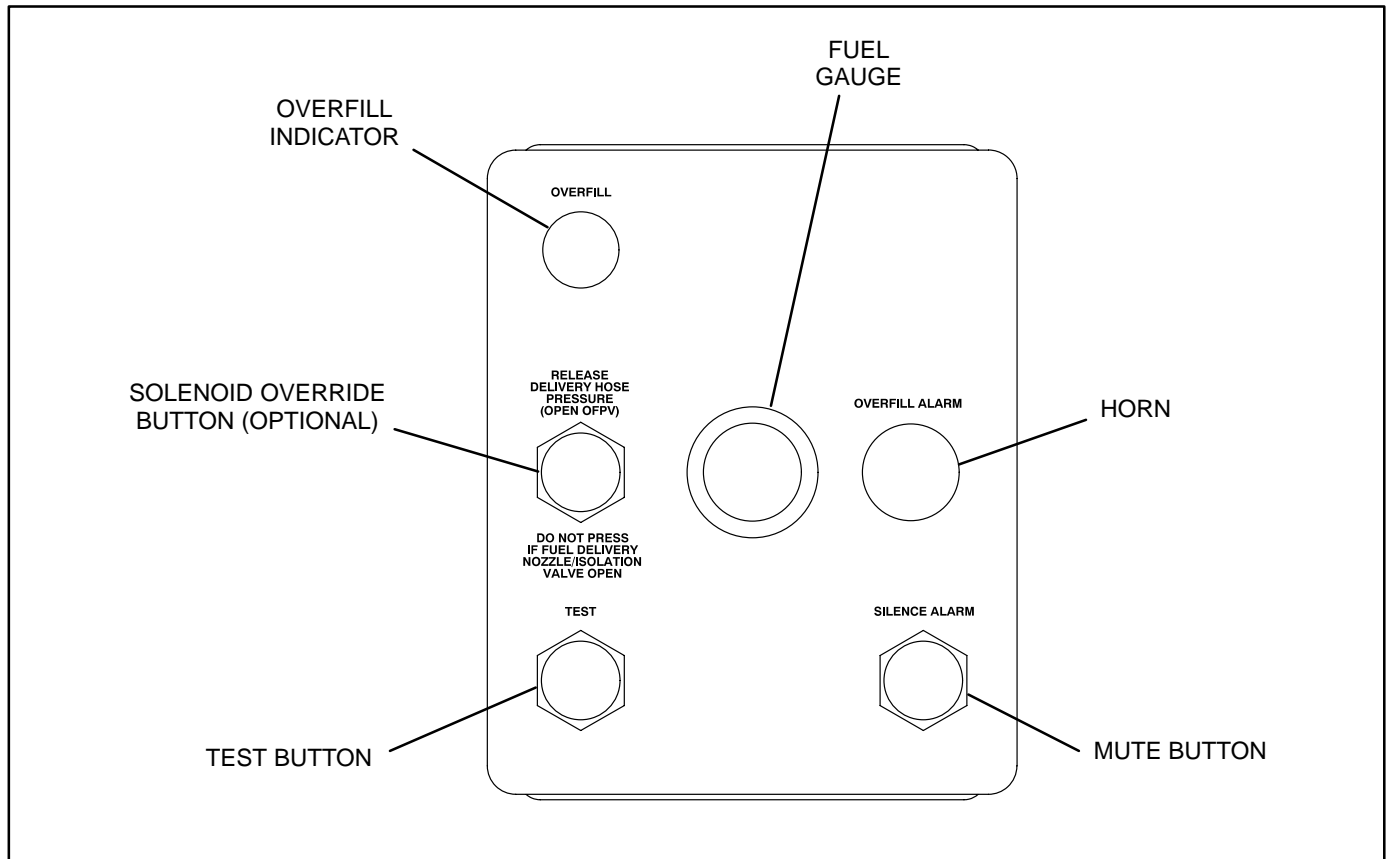 FUEL
GAUGE
OVERFILL
INDICATOR
OVERFILL
SOLENOID OVERRIDE
BUTTON (OPTIONAL)
RELEASE
DELIVERY HOSE
PRESSURE
(OPEN OFPV)
OVERFILL ALARM
HORN
DO NOT PRESS
IF FUEL DELIVERY
NOZZLE/ISOLATION
VALVE OPEN
TEST
SILENCE ALARM
TEST BUTTON
MUTE BUTTON